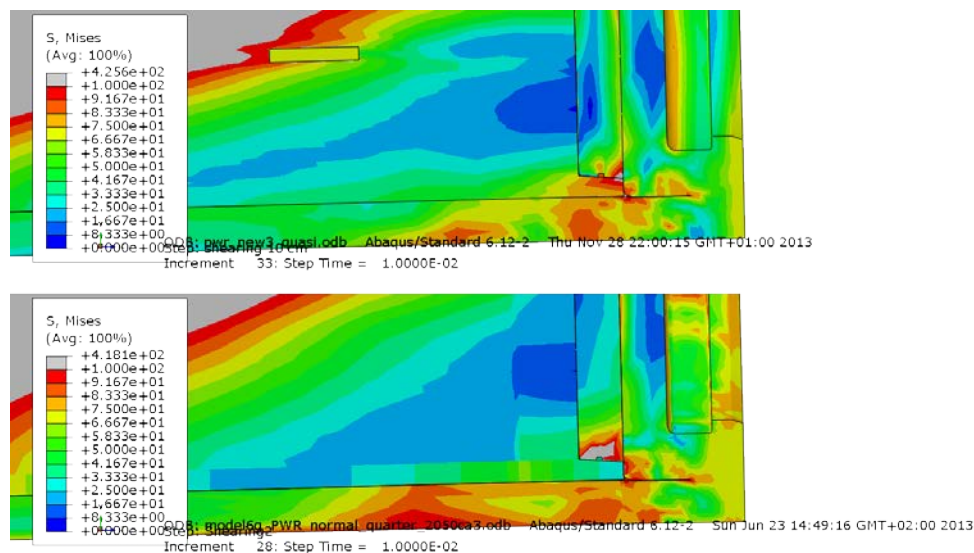 S, Mises
(Avg: 100%)
+4.256e+02
+1.000e+02
+9.167e+01
+8.333e+01
+7.500e+01
+6.667e+01
+5.833e+01
+5.000e+01
+4.167e+01
+3.333e+01
+2.500e+01
+1.667e+01
+8.333e+00
+0.000e+00
ODB: pwr_new3_quasi.odb Abaqus/Standard 6.12-2 Thu Nov 28 22:00:15 GMT+01:00 2013
Step: shearing 10 cm
Increment 33: Step Time = 1.0000E-02
S, Mises
(Avg: 100%)
+4.181e+02
+1.000e+02
+9.167e+01
+8.333e+01
+7.500e+01
+6.667e+01
+5.833e+01
+5.000e+01
+4.167e+01
+3.333e+01
+2.500e+01
+1.667e+01
+8.333e+00
+0.000e+00
ODB: model6g_PWR_normal_quarter_2050ca3.odb Abaqus/Standard 6.12-2 Sun Jun 23 14:49:16 GMT+02:00 2013
Step: Shearing2
Increment 28: Step Time = 1.0000E-02